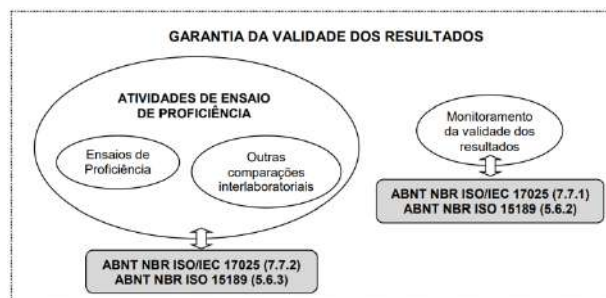 GARANTIA DA VALIDADE DOS RESULTADOS
ATIVIDADES DE ENSAIO
DE PROFICIÊNCIA
Ensaios de
Proficiência
Outras
comparações
interlaboratoriais
ABNT NBR ISO/IEC 17025 (7.7.2)
ABNT NBR ISO 15189 (5.6.3)
Monitoramento
da validade dos
resultados
ABNT NBR ISO/IEC 17025 (7.7.1)
ABNT NBR ISO 15189 (5.6.2)